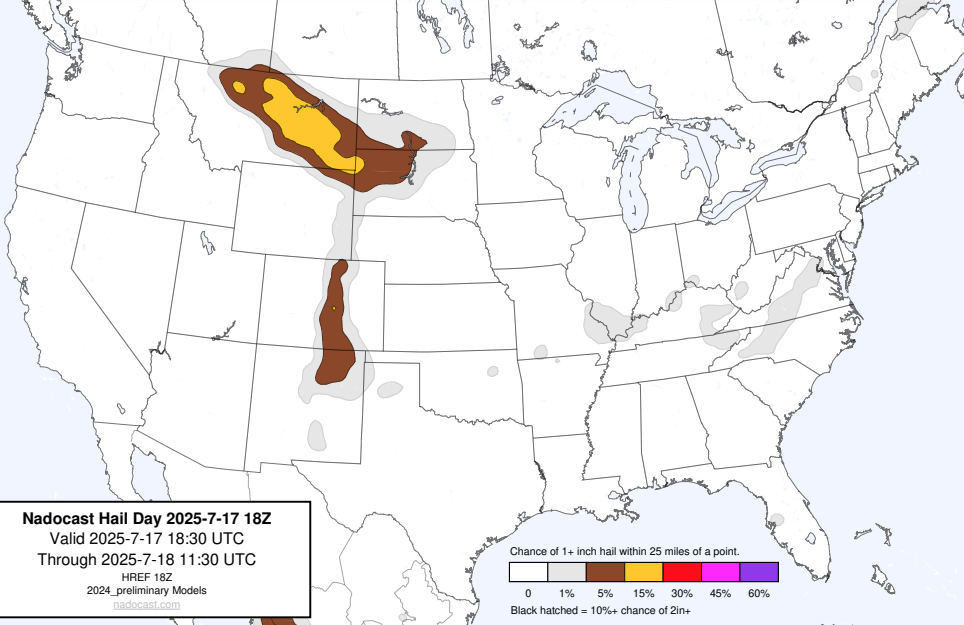 Nadocast Hail Day 2025-7-17 18Z
Valid 2025-7-17 18:30 UTC
Through 2025-7-18 11:30 UTC
HREF 18Z
2024_preliminary Models
nadocast.com
Chance of 1+ inch hail within 25 miles of a point.
0 1% 5% 15% 30% 45% 60%
Black hatched = 10%+ chance of 2in+